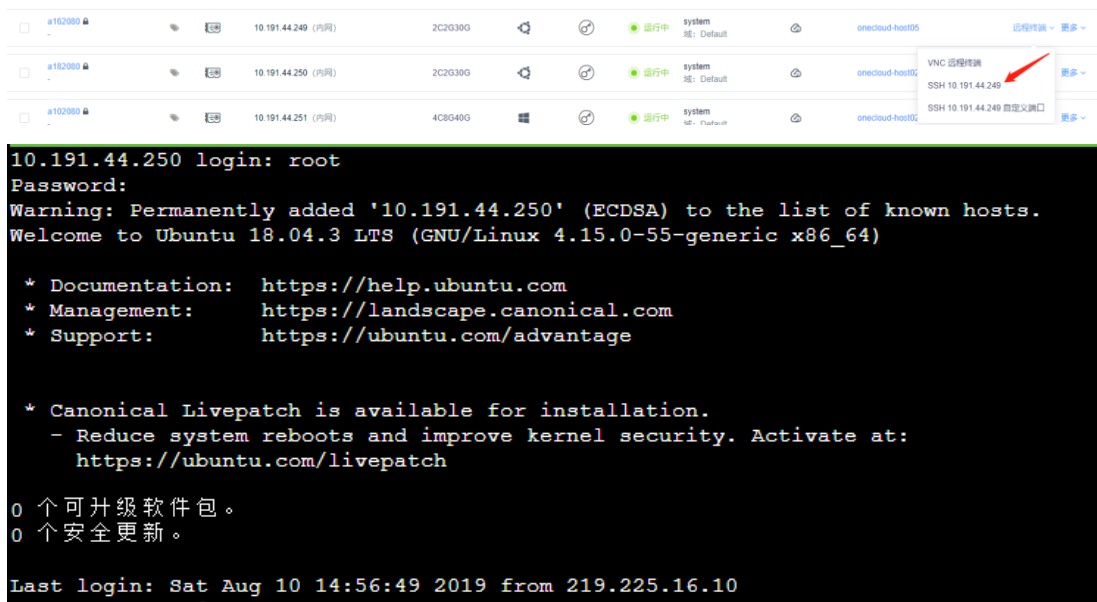 a162080
-
10.191.44.249 (内网)
2C2G30G
运行中
system
域: Default
onecloud-host05
远程终端
更多
a182080
-
10.191.44.250 (内网)
2C2G30G
运行中
system
域: Default
onecloud-host02
更多
a102080
-
10.191.44.251 (内网)
4C8G40G
运行中
system
域: Default
onecloud-host02
更多
VNC 远程终端
SSH 10.191.44.249
SSH 10.191.44.249 自定义端口
10.191.44.250 login: root
Password:
Warning: Permanently added '10.191.44.250' (ECDSA) to the list of known hosts.
Welcome to Ubuntu 18.04.3 LTS (GNU/Linux 4.15.0-55-generic x86_64)
* Documentation: https://help.ubuntu.com
* Management: https://landscape.canonical.com
* Support: https://ubuntu.com/advantage
* Canonical Livepatch is available for installation.
- Reduce system reboots and improve kernel security. Activate at:
https://ubuntu.com/livepatch
0 个可升级软件包。
0 个安全更新。
Last login: Sat Aug 10 14:56:49 2019 from 219.225.16.10